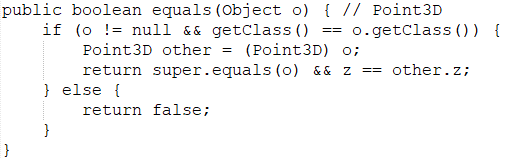 public boolean equals(Object o) { // Point3D
    if (o != null && getClass() == o.getClass()) {
        Point3D other = (Point3D) o;
        return super.equals(o) && z == other.z;
    } else {
        return false;
    }
}